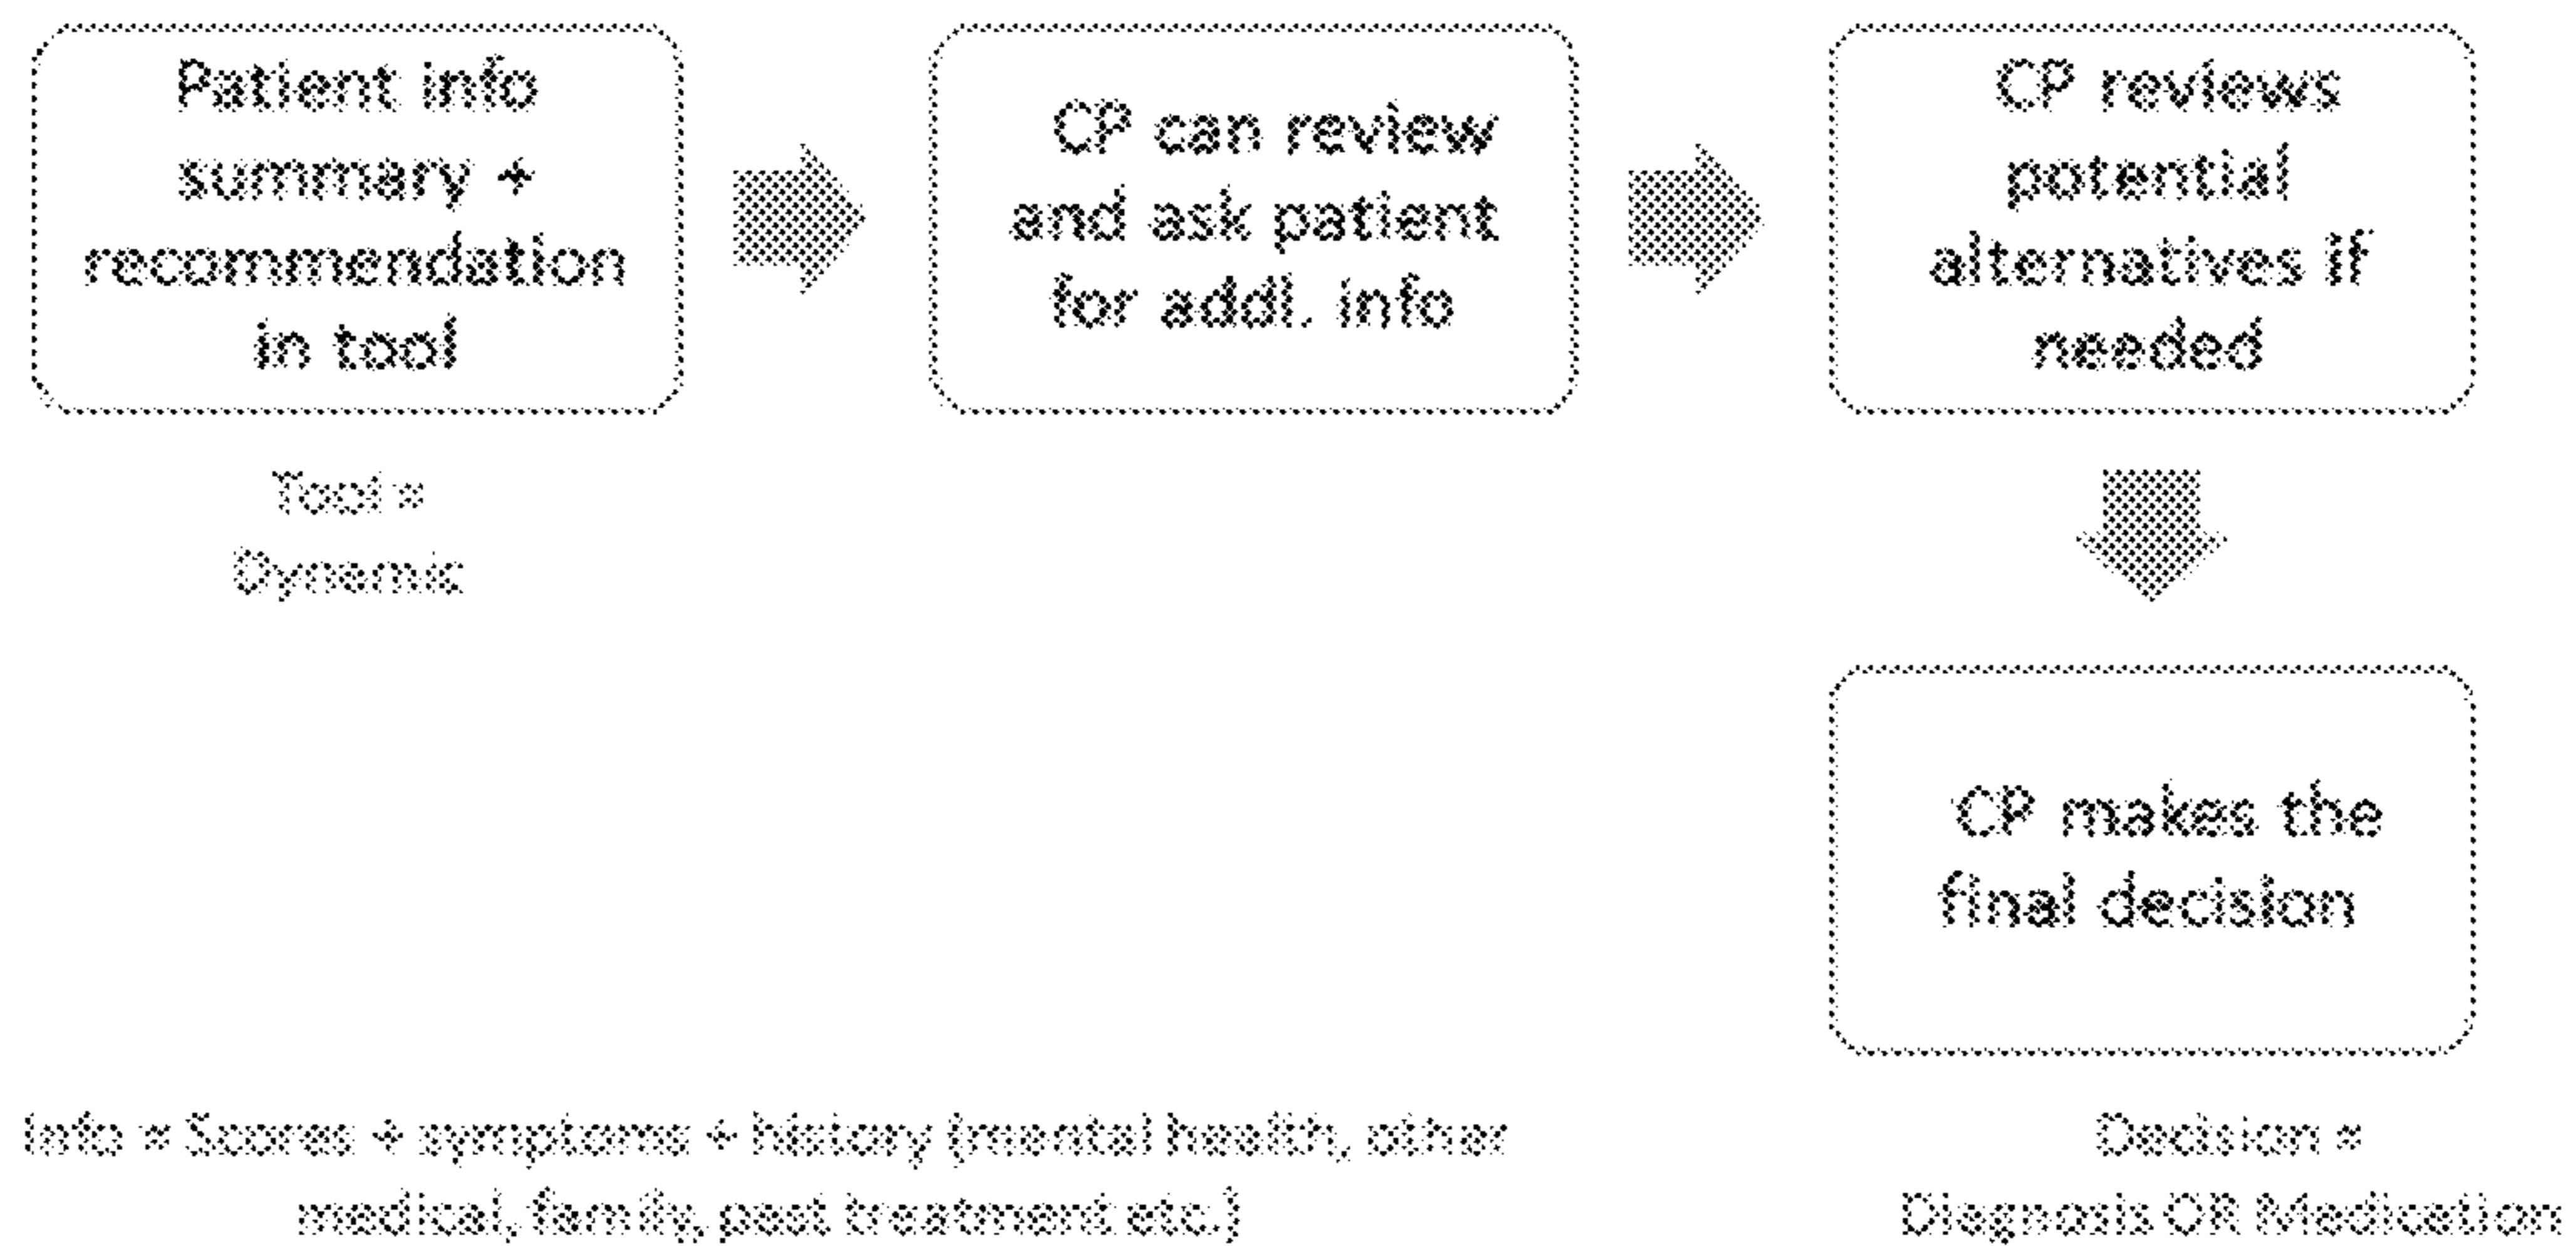 Patient info
summary +
recommendation
in tool
CP can review
and ask patient
for addl. info
CP reviews
potential
alternatives if
needed
Tool =
Dynamic
CP makes the
final decision
Info = Scores + symptoms + history (mental health, other
medical, family, past treatment etc.)
Decision =
Diagnosis OR Medication